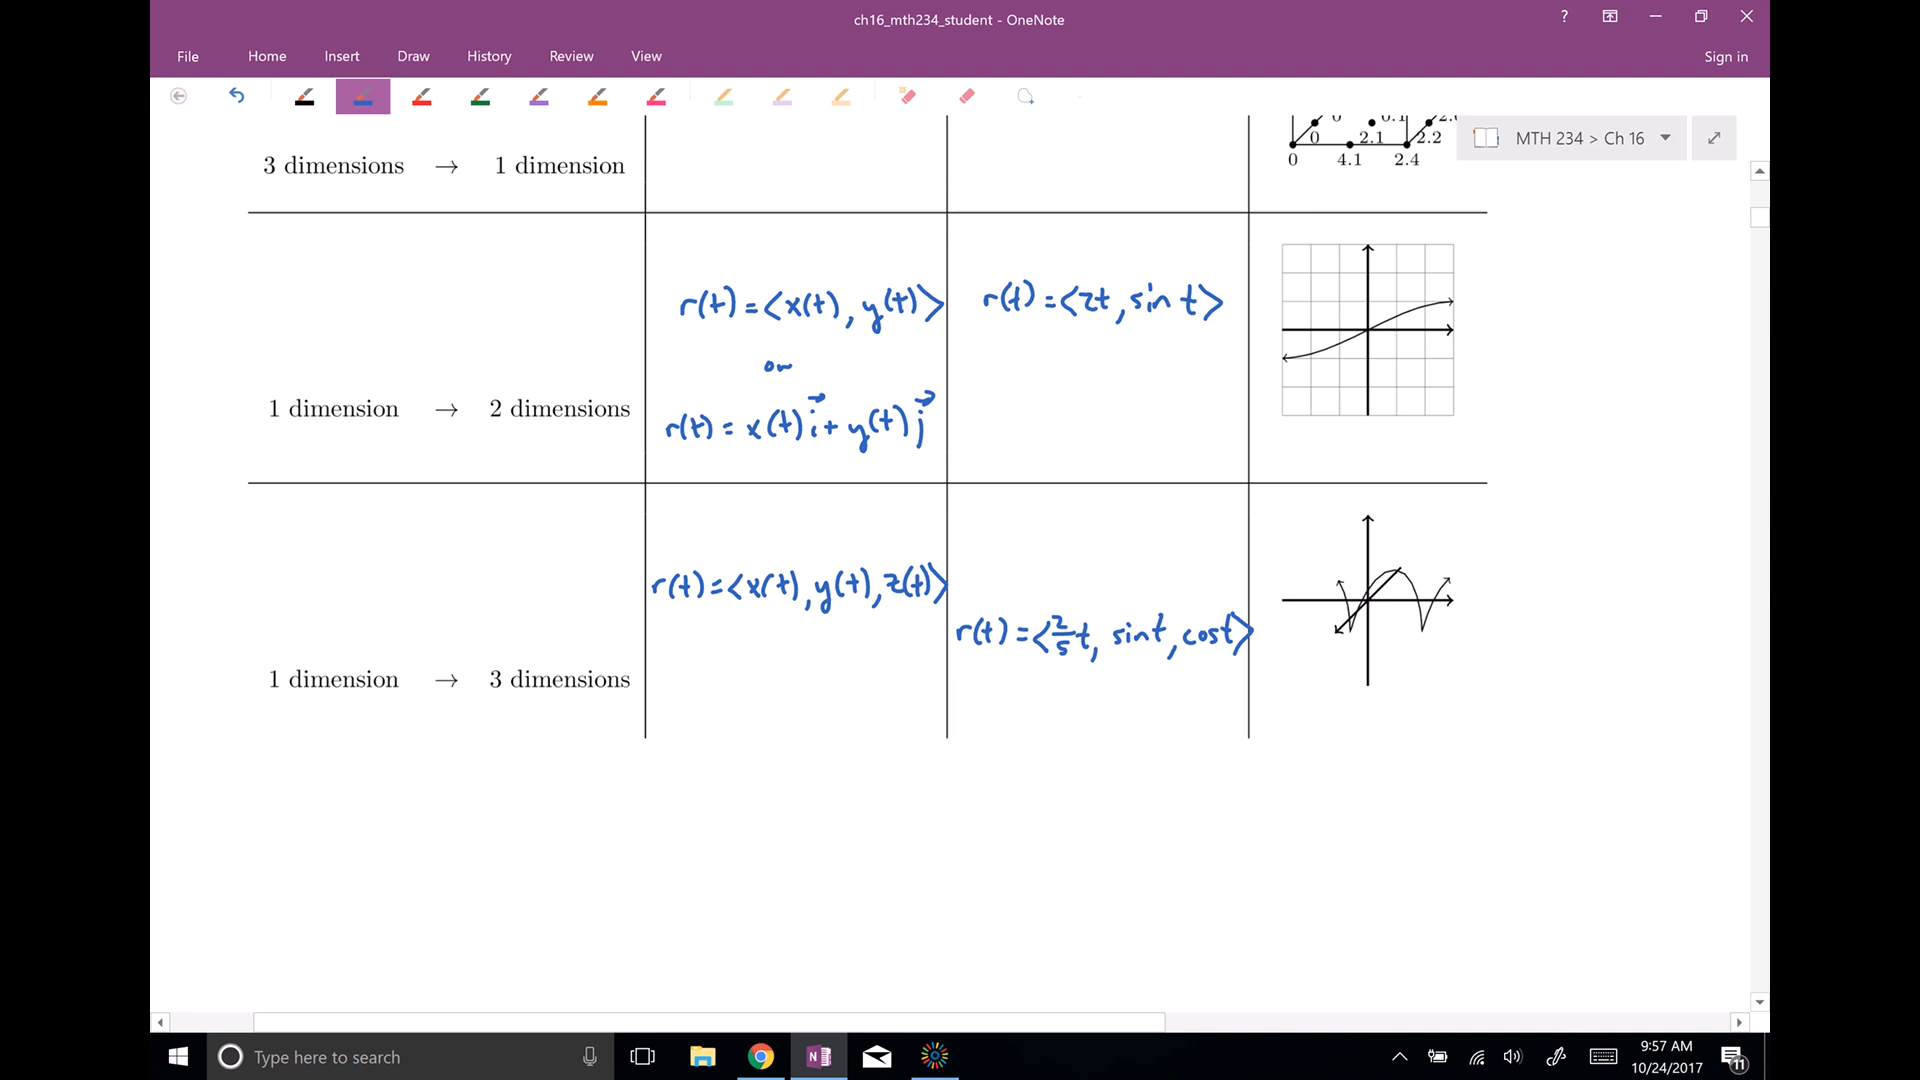 ch16_mth234_student - OneNote
?
File Home Insert Draw History Review View Sign in
MTH 234 > Ch 16
0 2.1 2.2
0 4.1 2.4
3 dimensions → 1 dimension
r(t) = <x(t), y(t)>
or
r(t) = x(t) i⃗ + y(t) j⃗
r(t) = <2t, sin t>
1 dimension → 2 dimensions
r(t) = <x(t), y(t), z(t)>
r(t) = <2/5 t, sin t, cos t>
1 dimension → 3 dimensions
Type here to search
9:57 AM
10/24/2017
11